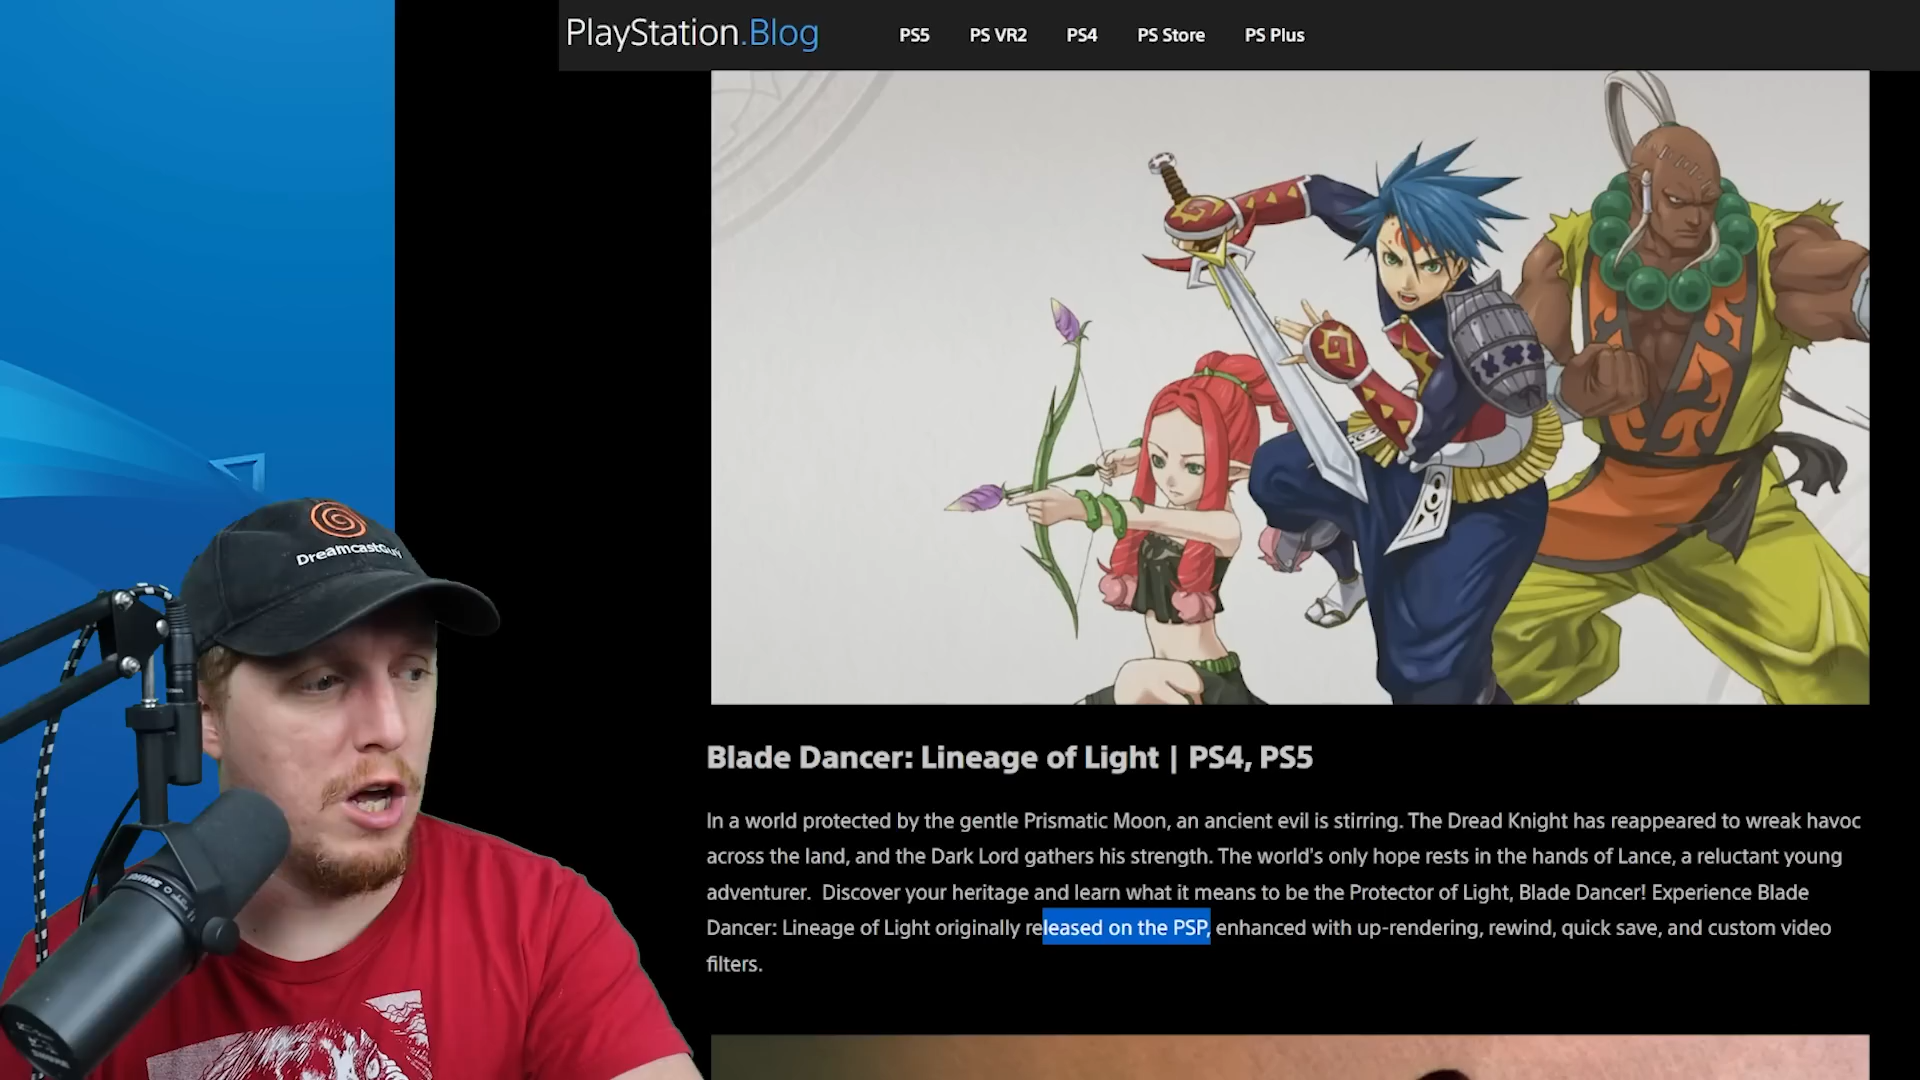 PlayStation.Blog PS5 PS VR2 PS4 PS Store PS Plus
DreamcastGuy
Blade Dancer: Lineage of Light | PS4, PS5
In a world protected by the gentle Prismatic Moon, an ancient evil is stirring. The Dread Knight has reappeared to wreak havoc
across the land, and the Dark Lord gathers his strength. The world's only hope rests in the hands of Lance, a reluctant young
adventurer.  Discover your heritage and learn what it means to be the Protector of Light, Blade Dancer! Experience Blade
Dancer: Lineage of Light originally released on the PSP, enhanced with up-rendering, rewind, quick save, and custom video
filters.
SHURE